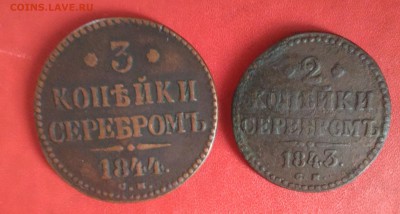 COINS.LAVE.RU
3
КОПѢЙКИ
СЕРЕБРОМЪ
1844.
С.М.
2
КОПѢЙКИ
СЕРЕБРОМЪ
1843.
С.М.